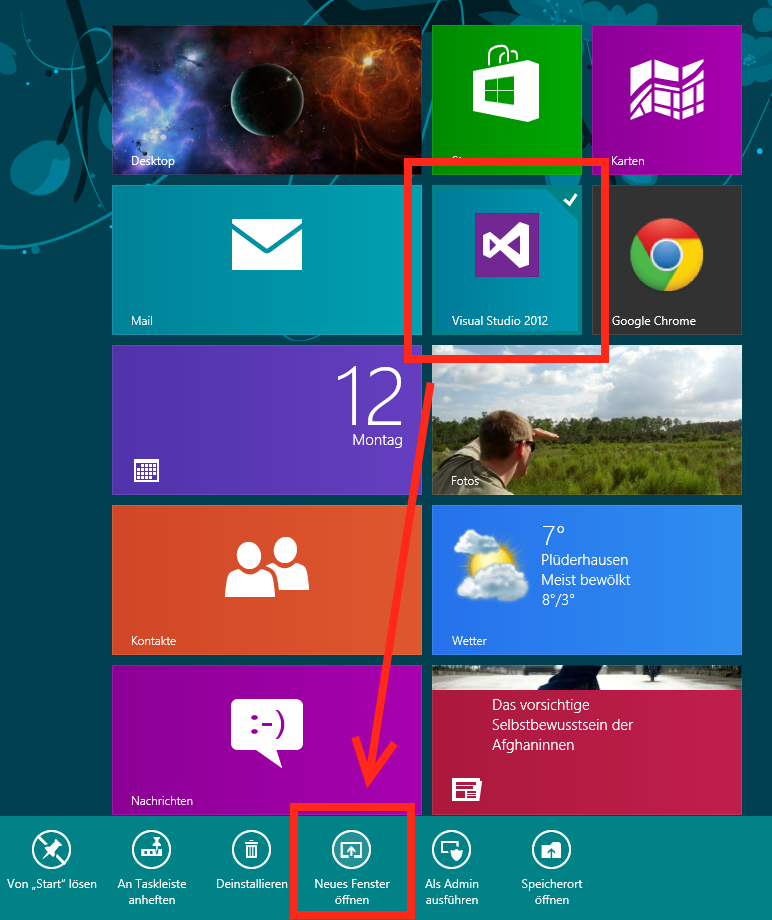 Desktop
Karten
Mail
Visual Studio 2012
Google Chrome
12
Montag
Fotos
Kontakte
7°
Plüderhausen
Meist bewölkt
8°/3°
Wetter
:-)
Nachrichten
Das vorsichtige
Selbstbewusstsein der
Afghaninnen
Von „Start“ lösen
An Taskleiste
anheften
Deinstallieren
Neues Fenster
öffnen
Als Admin
ausführen
Speicherort
öffnen